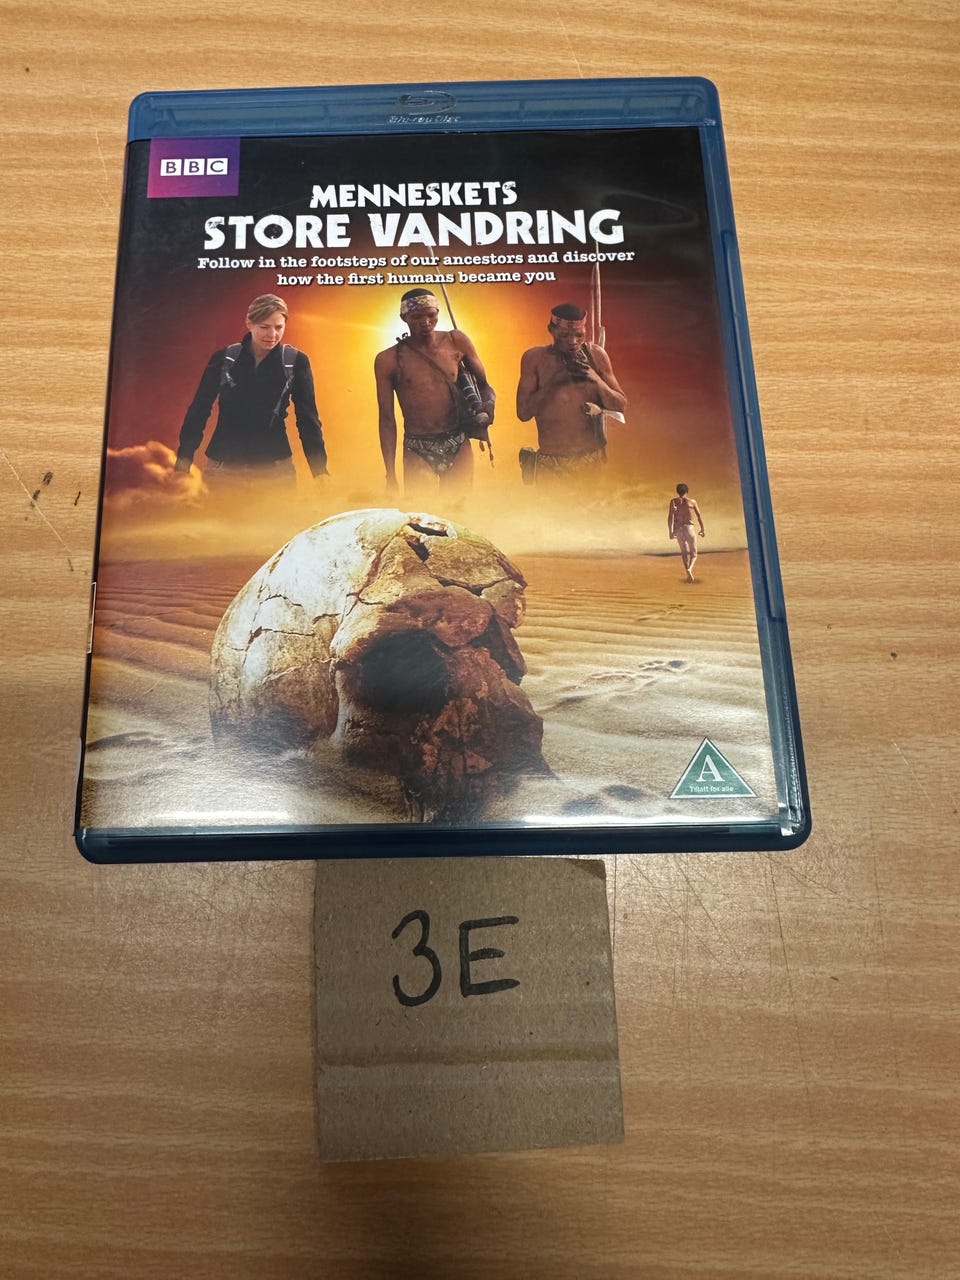 Blu-ray Disc
BBC
MENNESKETS
STORE VANDRING
Follow in the footsteps of our ancestors and discover
how the first humans became you
A
Tillatt for alle
3E